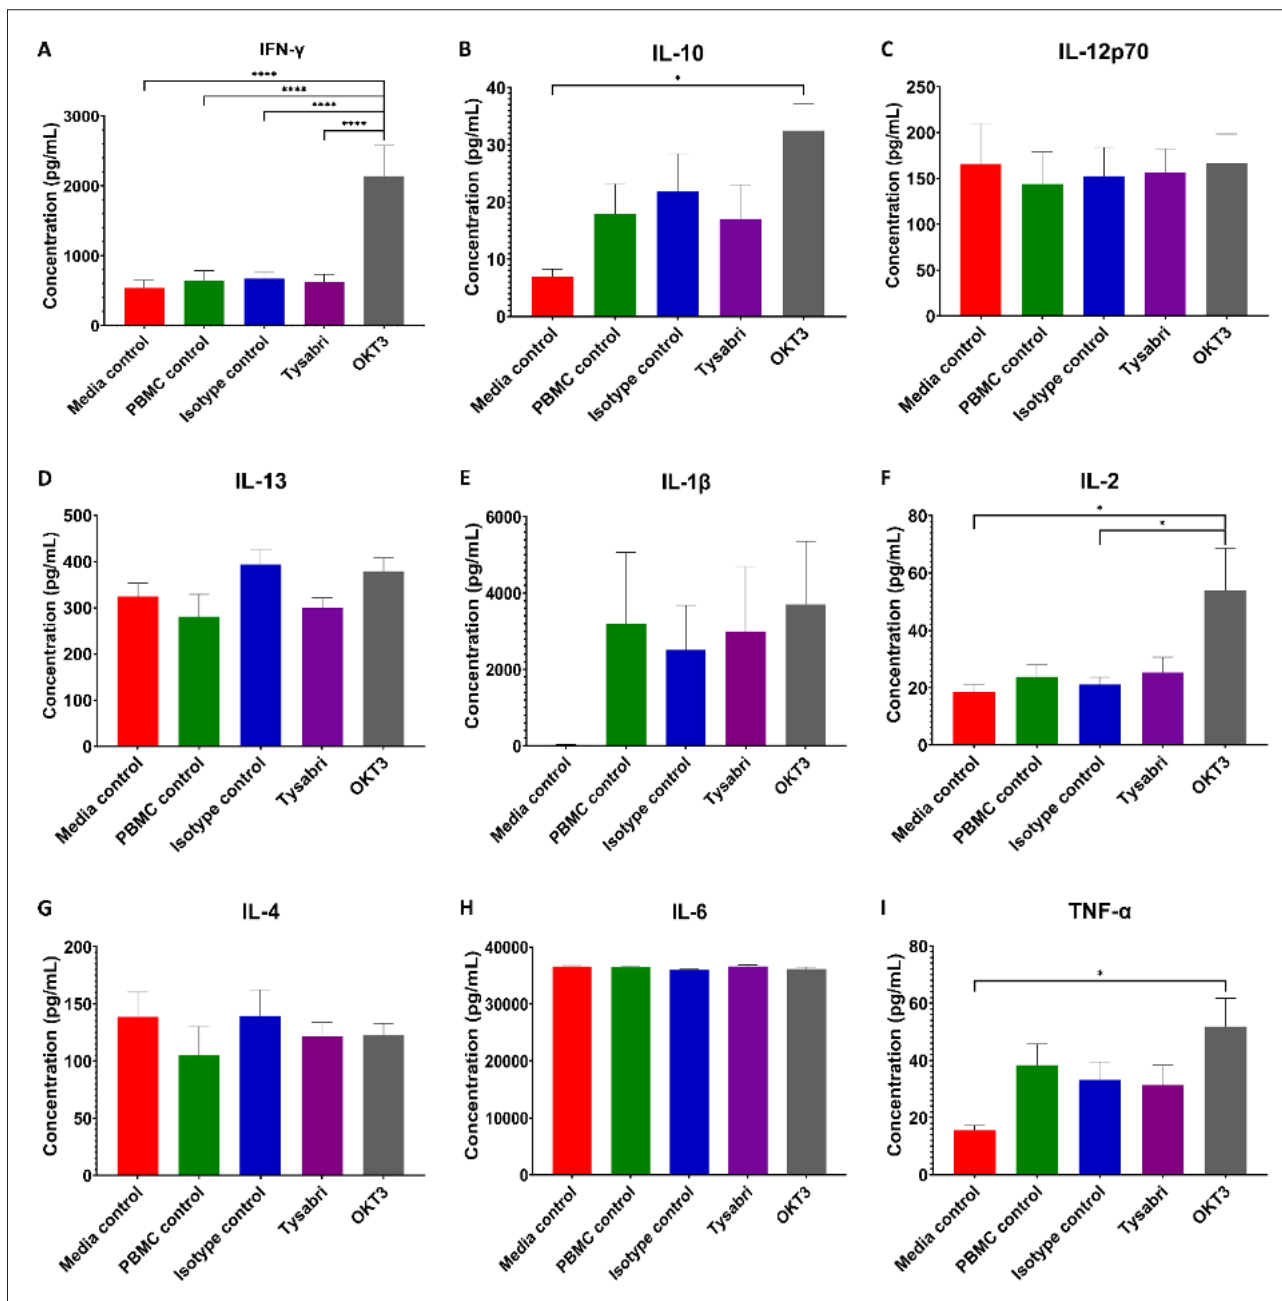 A
IFN-γ
****
****
****
****
Concentration (pg/mL)
3000
2000
1000
0
Media control
PBMC control
Isotype control
Tysabri
OKT3
B
IL-10
*
Concentration (pg/mL)
40
30
20
10
0
Media control
PBMC control
Isotype control
Tysabri
OKT3
C
IL-12p70
Concentration (pg/mL)
250
200
150
100
50
0
Media control
PBMC control
Isotype control
Tysabri
OKT3
D
IL-13
Concentration (pg/mL)
500
400
300
200
100
0
Media control
PBMC control
Isotype control
Tysabri
OKT3
E
IL-1β
Concentration (pg/mL)
6000
4000
2000
0
Media control
PBMC control
Isotype control
Tysabri
OKT3
F
IL-2
*
*
Concentration (pg/mL)
80
60
40
20
0
Media control
PBMC control
Isotype control
Tysabri
OKT3
G
IL-4
Concentration (pg/mL)
200
150
100
50
0
Media control
PBMC control
Isotype control
Tysabri
OKT3
H
IL-6
Concentration (pg/mL)
40000
30000
20000
10000
0
Media control
PBMC control
Isotype control
Tysabri
OKT3
I
TNF-α
*
Concentration (pg/mL)
80
60
40
20
0
Media control
PBMC control
Isotype control
Tysabri
OKT3